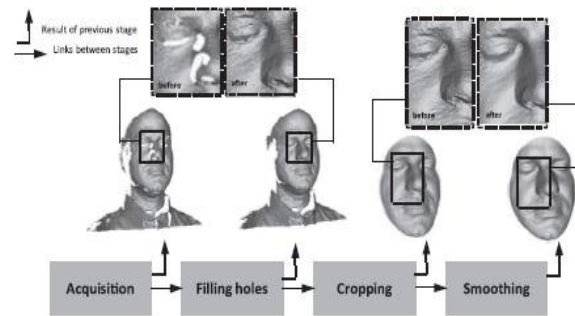 Result of previous stage
Links between stages
before
after
before
after
Acquisition
Filling holes
Cropping
Smoothing